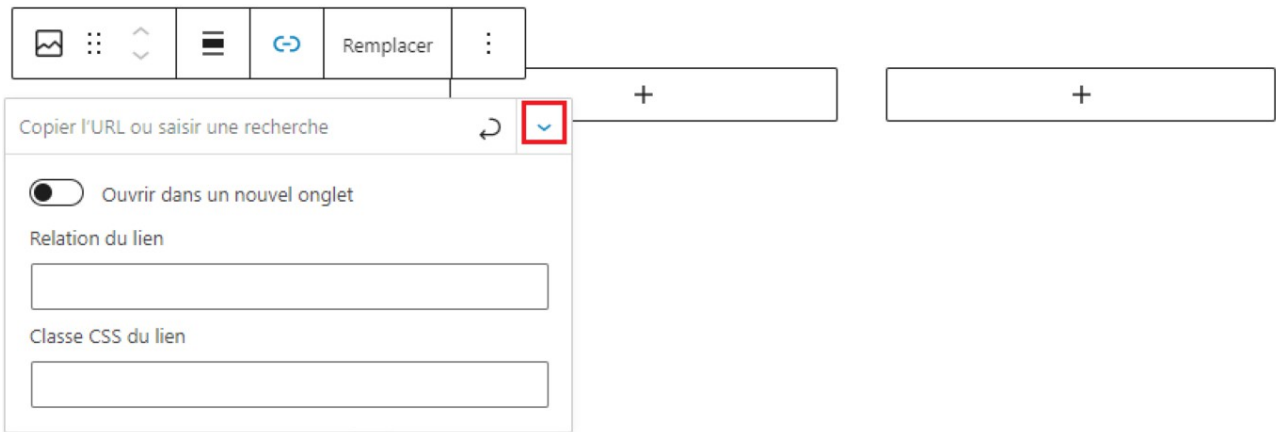 Remplacer
Copier l'URL ou saisir une recherche
Ouvrir dans un nouvel onglet
Relation du lien
Classe CSS du lien